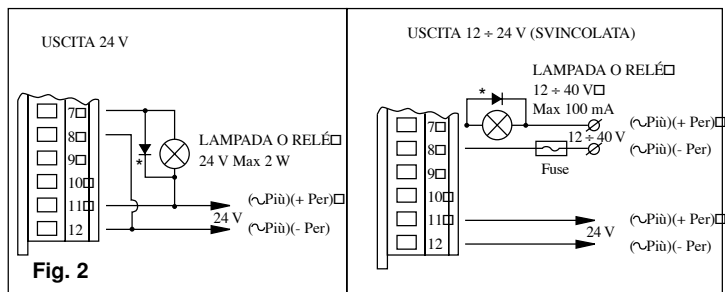 USCITA 24 V
7□
8□
9□
10□
11□
12
*
LAMPADA O RELÉ□
24 V Max 2 W
(∿Più)(+ Per)□
24 V
(∿Più)(- Per)
Fig. 2
USCITA 12 ÷ 24 V (SVINCOLATA)
LAMPADA O RELÉ□
12 ÷ 40 V□
Max 100 mA
*
7□
8□
9□
10□
11□
12
(∿Più)(+ Per)□
12 ÷ 40 V
(∿Più)(- Per)
Fuse
(∿Più)(+ Per)□
24 V
(∿Più)(- Per)